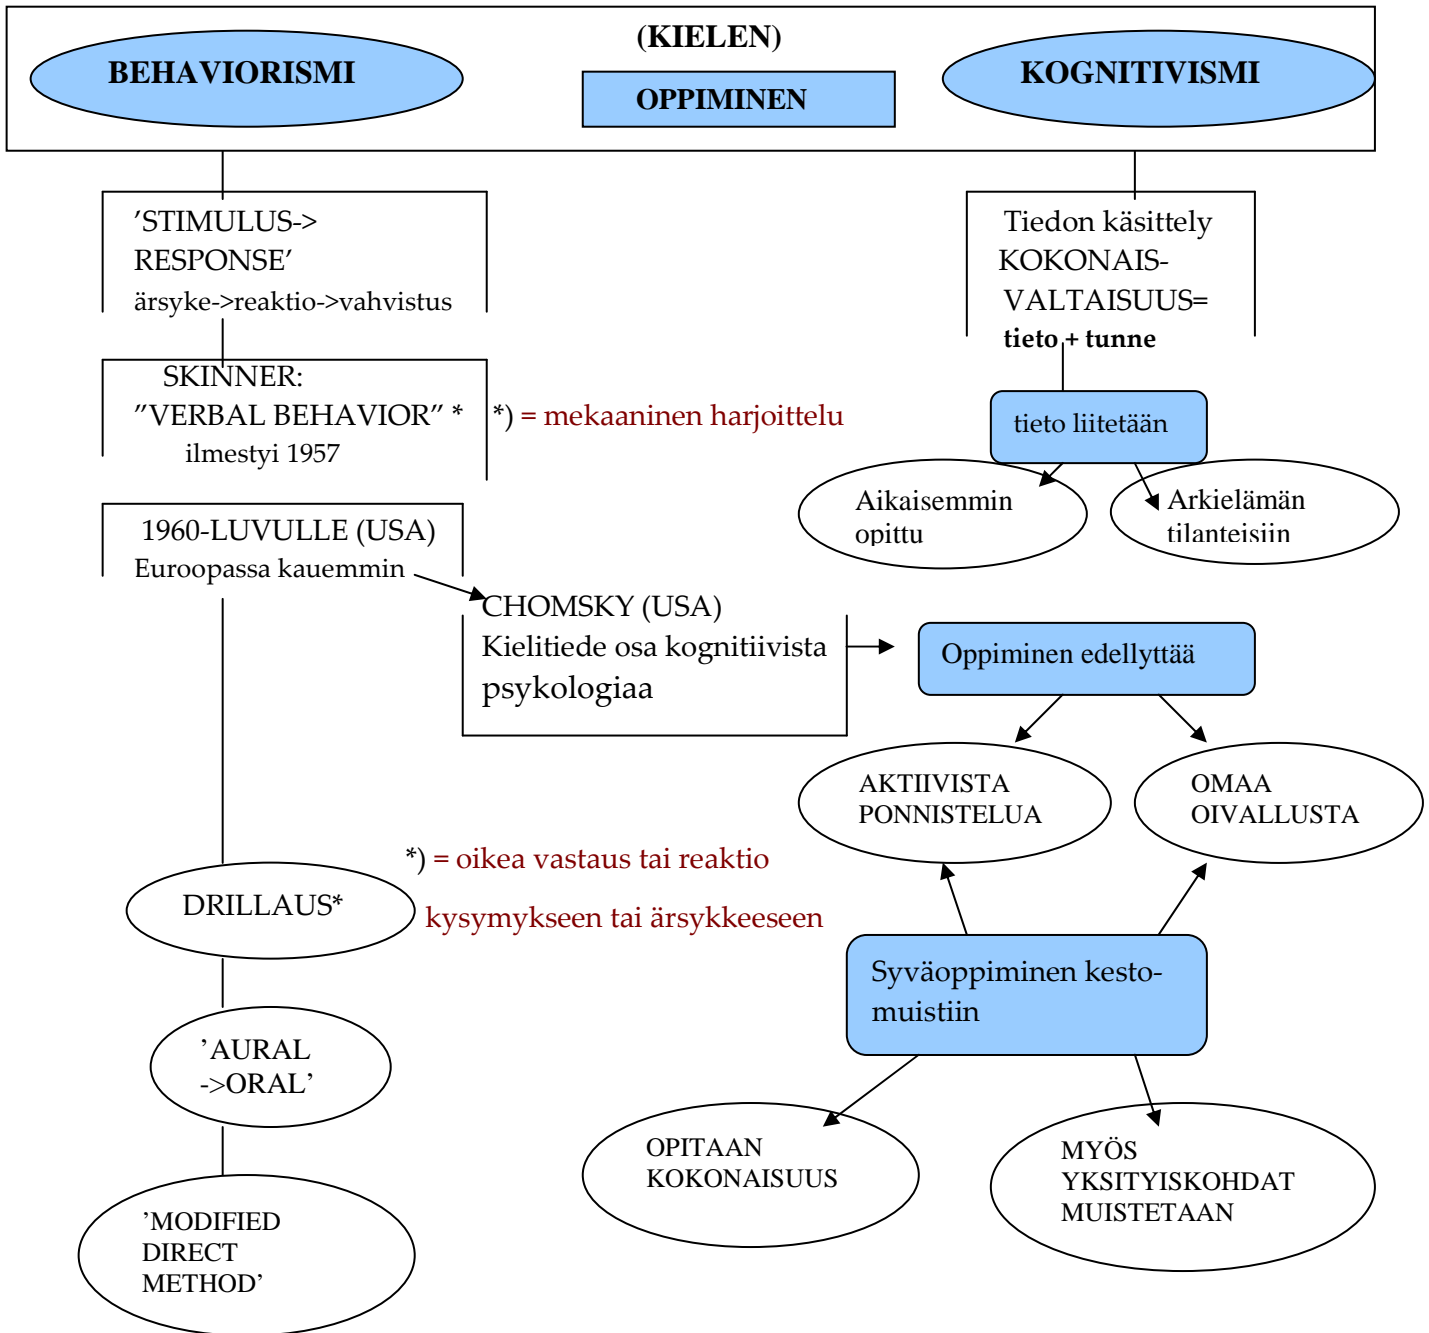 (KIELEN)
BEHAVIORISMI
OPPIMINEN
KOGNITIVISMI
’STIMULUS->
RESPONSE’
ärsyke->reaktio->vahvistus
SKINNER:
”VERBAL BEHAVIOR” *
ilmestyi 1957
*) = mekaaninen harjoittelu
1960-LUVULLE (USA)
Euroopassa kauemmin
CHOMSKY (USA)
Kielitiede osa kognitiivista
psykologiaa
*) = oikea vastaus tai reaktio
kysymykseen tai ärsykkeeseen
DRILLAUS*
’AURAL
->ORAL’
’MODIFIED
DIRECT
METHOD’
Tiedon käsittely
KOKONAIS-
VALTAISUUS=
tieto + tunne
tieto liitetään
Aikaisemmin
opittu
Arkielämän
tilanteisiin
Oppiminen edellyttää
AKTIIVISTA
PONNISTELUA
OMAA
OIVALLUSTA
Syväoppiminen kesto-
muistiin
OPITAAN
KOKONAISUUS
MYÖS
YKSITYISKOHDAT
MUISTETAAN